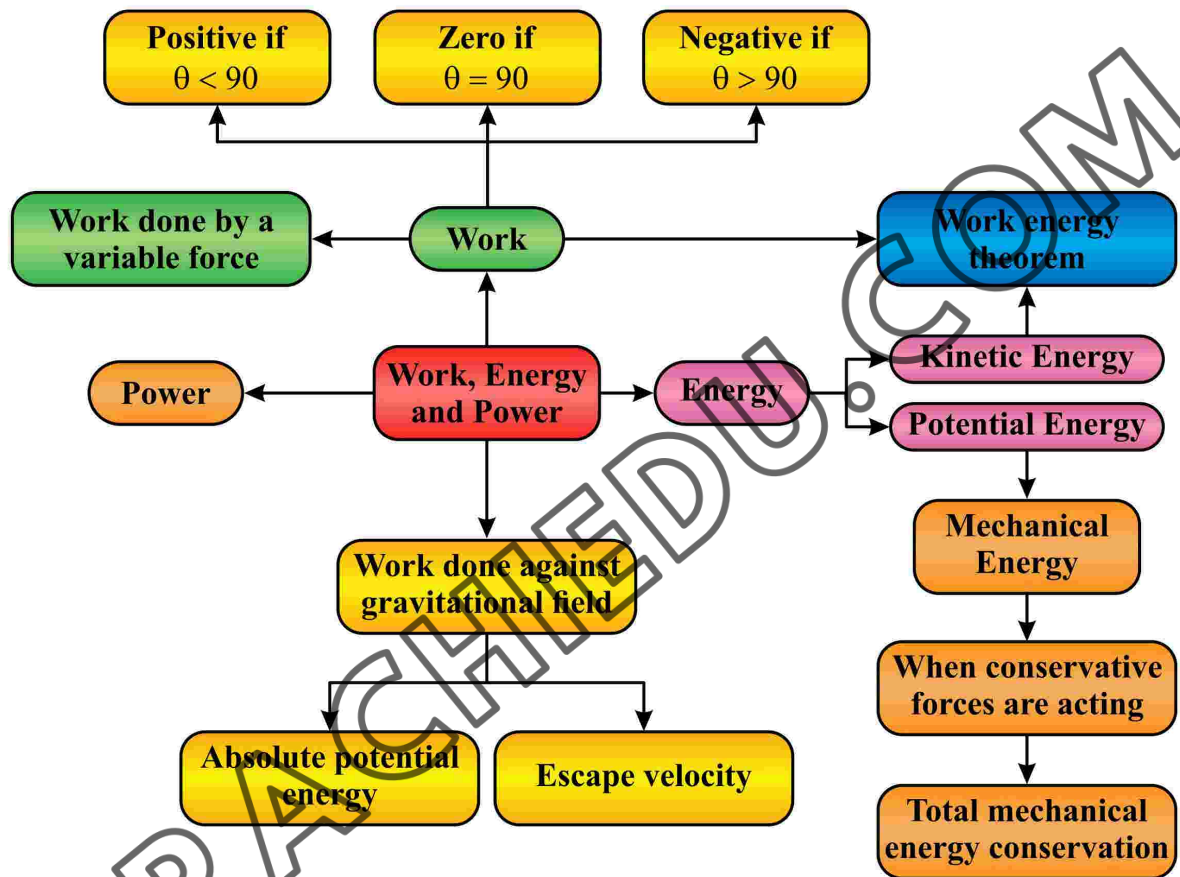 Positive if
θ < 90
Zero if
θ = 90
Negative if
θ > 90
Work done by a
variable force
Work
Work energy
theorem
Power
Work, Energy
and Power
Energy
Kinetic Energy
Potential Energy
Work done against
gravitational field
Mechanical
Energy
When conservative
forces are acting
Absolute potential
energy
Escape velocity
Total mechanical
energy conservation
PACHIEDU.COM